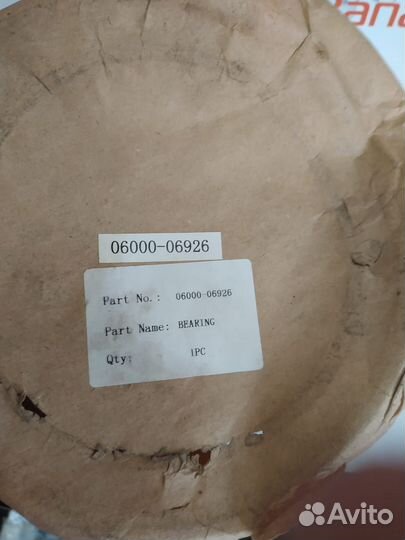 06000-06926
Part No.: 06000-06926
Part Name: BEARING
Qty: 1PC
Avito